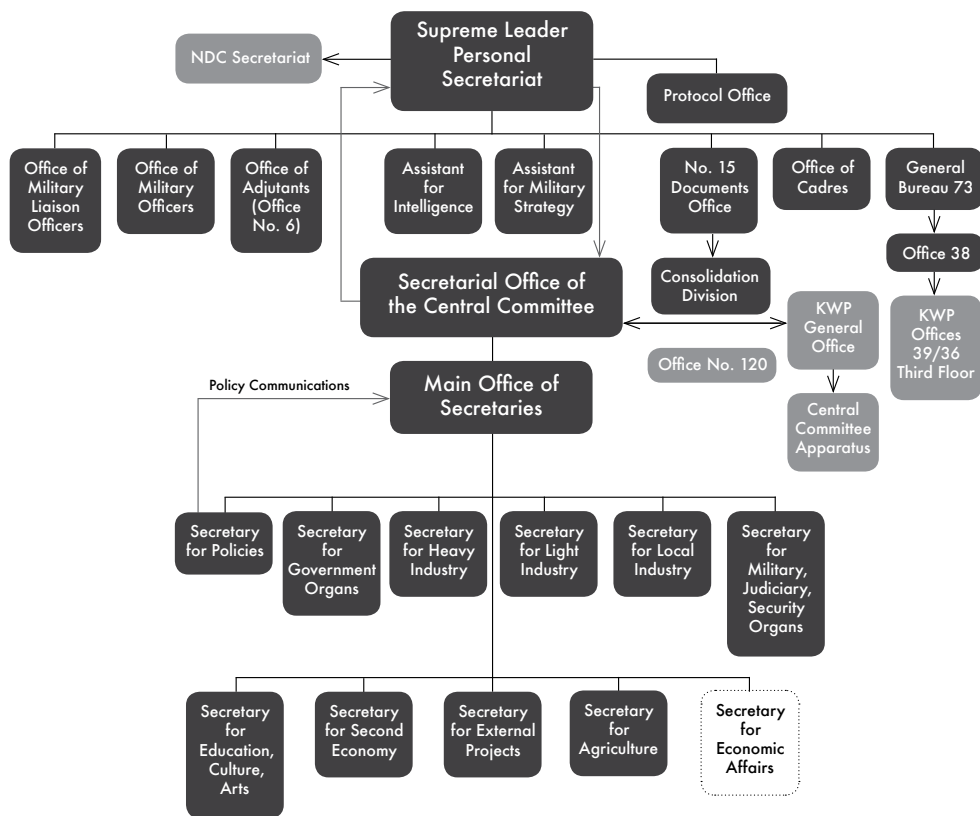 Supreme Leader
Personal
Secretariat
NDC Secretariat
Protocol Office
Office of
Military
Liaison
Officers
Office of
Military
Officers
Office of
Adjutants
(Office
No. 6)
Assistant
for
Intelligence
Assistant
for Military
Strategy
No. 15
Documents
Office
Office of
Cadres
General
Bureau 73
Office 38
Consolidation
Division
Secretarial Office of
the Central Committee
KWP
General
Office
KWP
Offices
39/36
Third Floor
Office No. 120
Main Office of
Secretaries
Policy Communications
Central
Committee
Apparatus
Secretary
for Policies
Secretary
for
Government
Organs
Secretary
for Heavy
Industry
Secretary
for Light
Industry
Secretary
for Local
Industry
Secretary
for
Military,
Judiciary,
Security
Organs
Secretary
for
Education,
Culture,
Arts
Secretary
for Second
Economy
Secretary
for External
Projects
Secretary
for
Agriculture
Secretary
for
Economic
Affairs